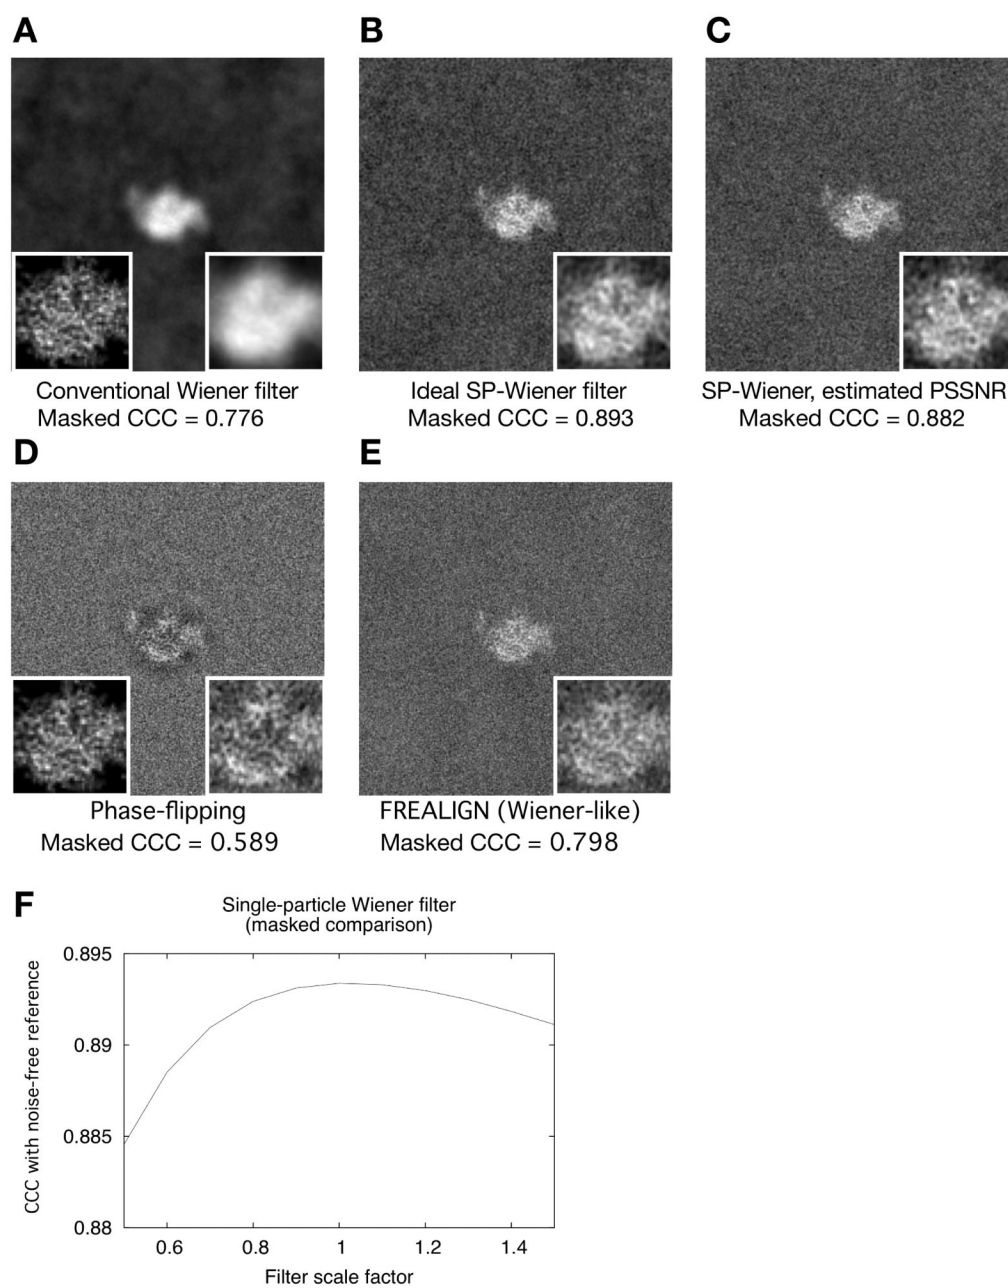 A
B
C
Conventional Wiener filter
Masked CCC = 0.776
Ideal SP-Wiener filter
Masked CCC = 0.893
SP-Wiener, estimated PSSNR
Masked CCC = 0.882
D
E
Phase-flipping
Masked CCC = 0.589
FREALIGN (Wiener-like)
Masked CCC = 0.798
F
Single-particle Wiener filter
(masked comparison)
CCC with noise-free reference
0.895
0.89
0.885
0.88
0.6
0.8
1
1.2
1.4
Filter scale factor